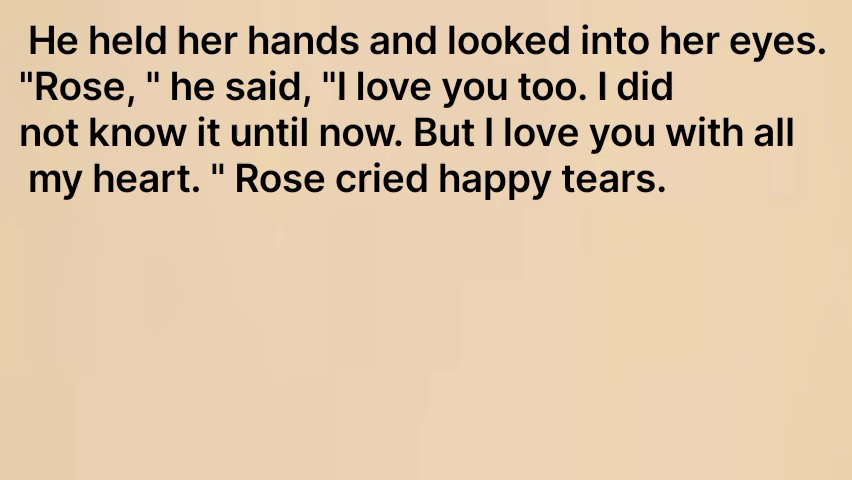 He held her hands and looked into her eyes.
"Rose, " he said, "I love you too. I did
not know it until now. But I love you with all
my heart. " Rose cried happy tears.